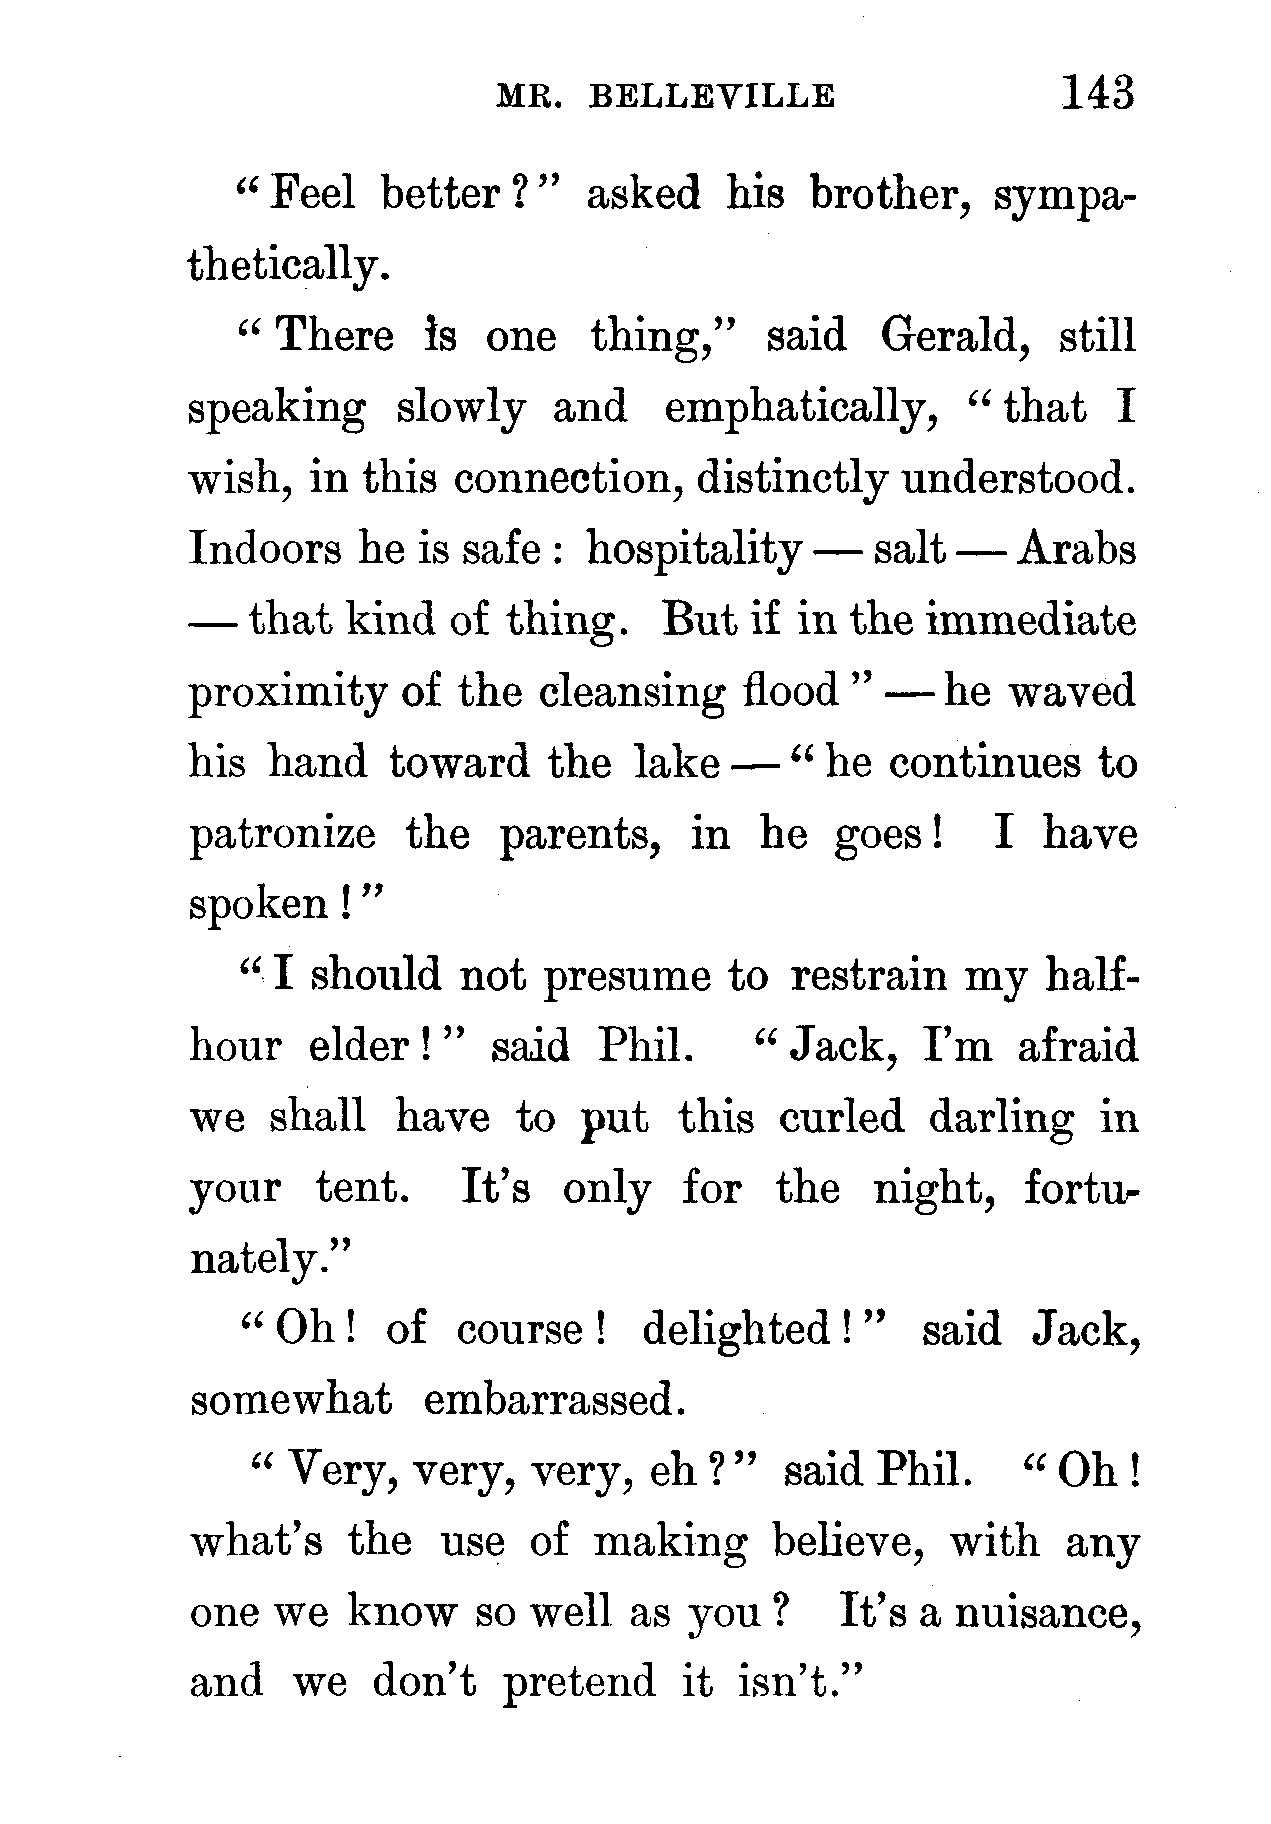 MR. BELLEVILLE 143
"Feel better?" asked his brother, sympa-
thetically.
"There is one thing," said Gerald, still
speaking slowly and emphatically, "that I
wish, in this connection, distinctly understood.
Indoors he is safe: hospitality — salt — Arabs
— that kind of thing. But if in the immediate
proximity of the cleansing flood" — he waved
his hand toward the lake — "he continues to
patronize the parents, in he goes! I have
spoken!"
"I should not presume to restrain my half-
hour elder!" said Phil. "Jack, I'm afraid
we shall have to put this curled darling in
your tent. It's only for the night, fortu-
nately."
"Oh! of course! delighted!" said Jack,
somewhat embarrassed.
"Very, very, very, eh?" said Phil. "Oh!
what's the use of making believe, with any
one we know so well as you? It's a nuisance,
and we don't pretend it isn't."